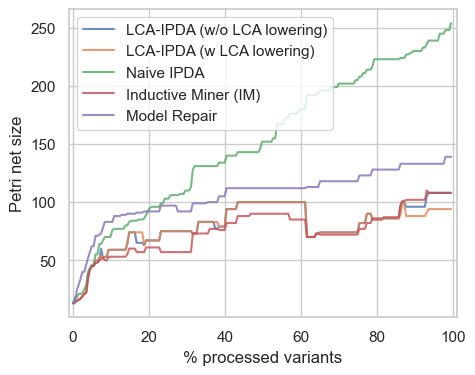 LCA-IPDA (w/o LCA lowering)
LCA-IPDA (w LCA lowering)
Naive IPDA
Inductive Miner (IM)
Model Repair
Petri net size
250
200
150
100
50
0
20
40
60
80
100
% processed variants